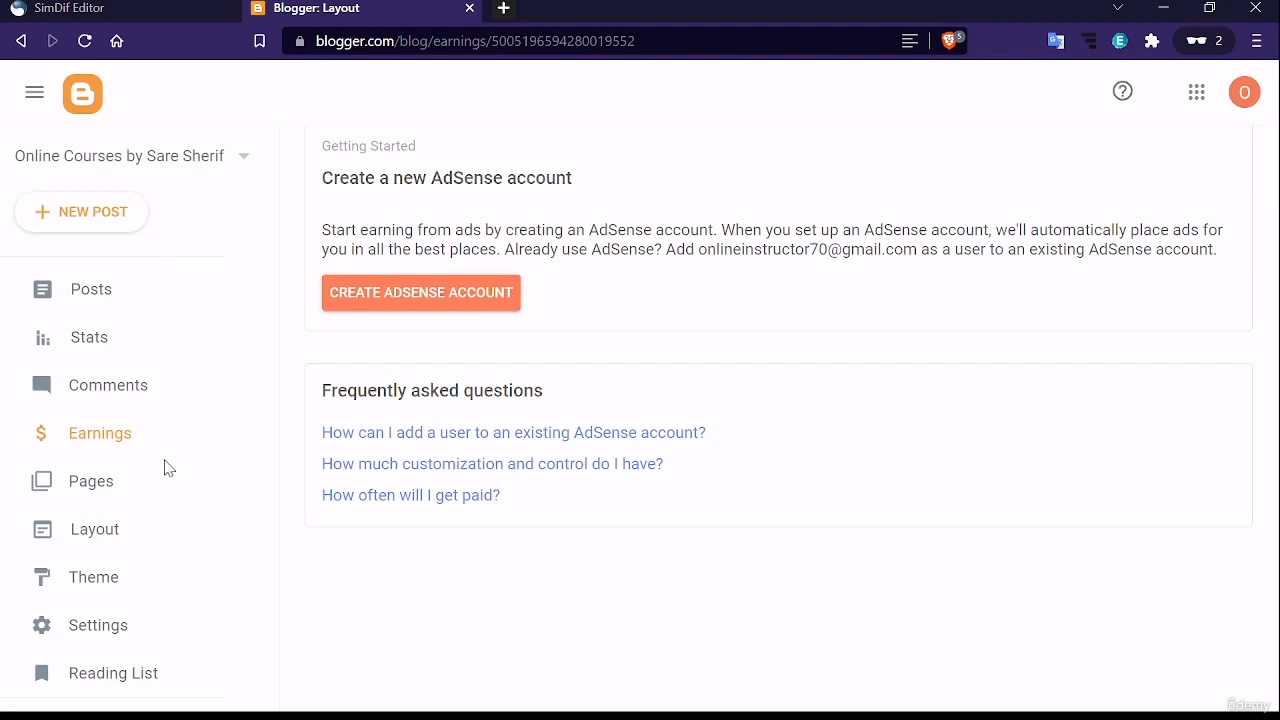 SimDif Editor
Blogger: Layout
blogger.com/blog/earnings/5005196594280019552
5
E
2
O
Online Courses by Sare Sherif
NEW POST
Posts
Stats
Comments
Earnings
Pages
Layout
Theme
Settings
Reading List
Getting Started
Create a new AdSense account
Start earning from ads by creating an AdSense account. When you set up an AdSense account, we'll automatically place ads for
you in all the best places. Already use AdSense? Add onlineinstructor70@gmail.com as a user to an existing AdSense account.
CREATE ADSENSE ACCOUNT
Frequently asked questions
How can I add a user to an existing AdSense account?
How much customization and control do I have?
How often will I get paid?
ûdemy